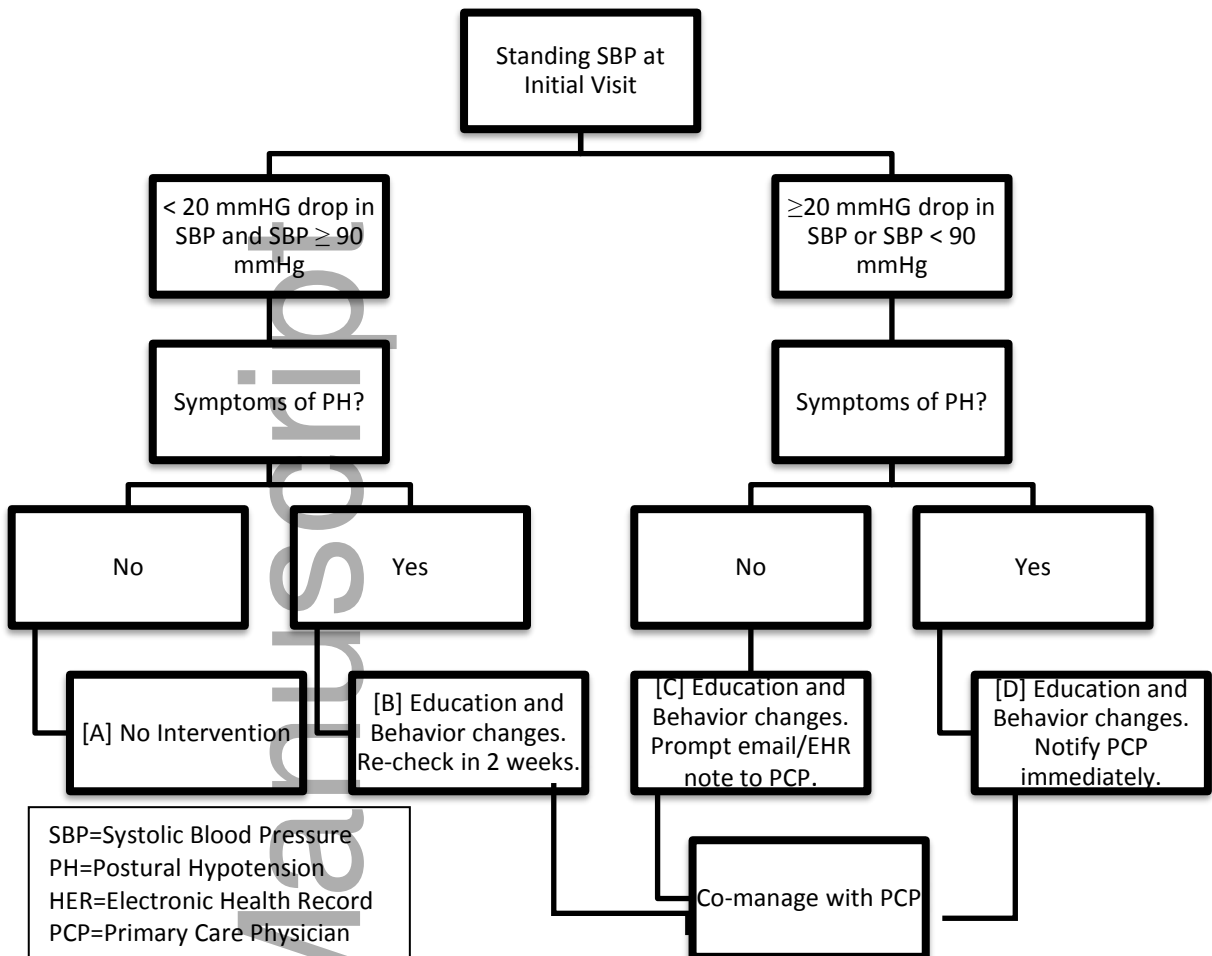 Standing SBP at
Initial Visit
< 20 mmHG drop in
SBP and SBP ≥ 90
mmHg
≥20 mmHG drop in
SBP or SBP < 90
mmHg
Symptoms of PH?
Symptoms of PH?
No
Yes
No
Yes
[A] No Intervention
[B] Education and
Behavior changes.
Re-check in 2 weeks.
[C] Education and
Behavior changes.
Prompt email/EHR
note to PCP.
[D] Education and
Behavior changes.
Notify PCP
immediately.
Co-manage with PCP
SBP=Systolic Blood Pressure
PH=Postural Hypotension
HER=Electronic Health Record
PCP=Primary Care Physician
Manuscript